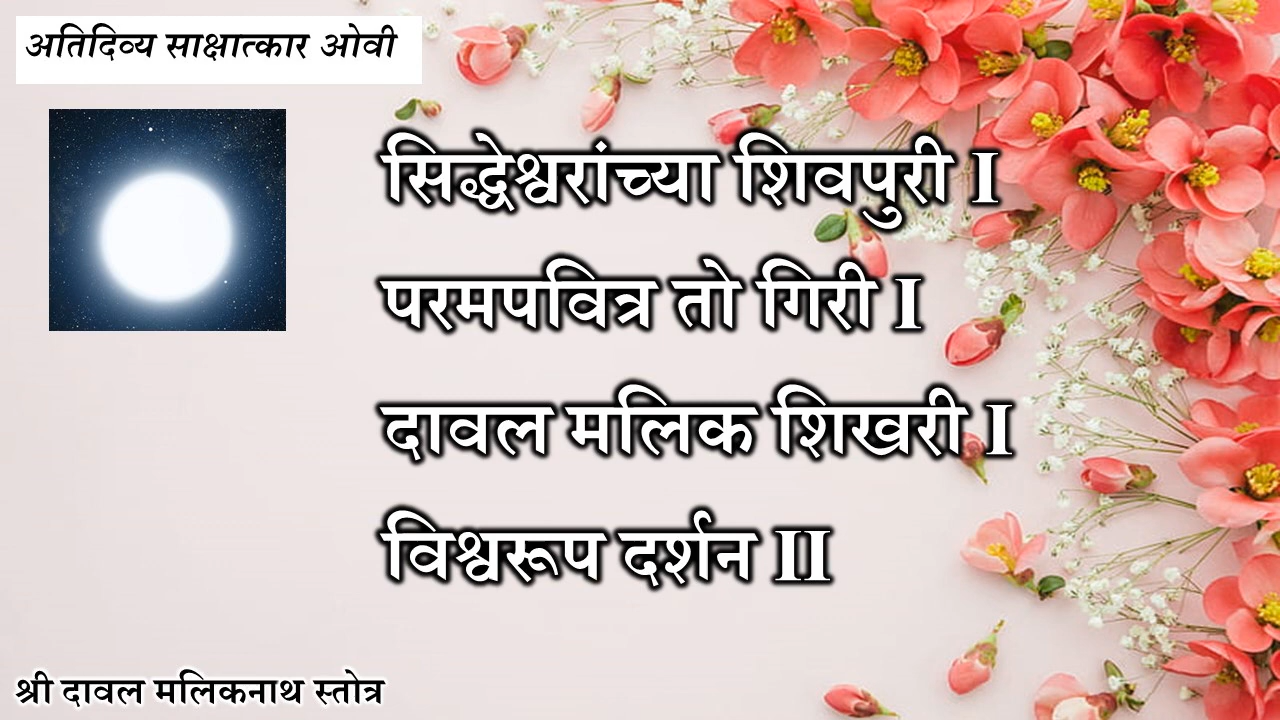 अतिदिव्य साक्षात्कार ओवी
सिद्धेश्वरांच्या शिवपुरी I
परमपवित्र तो गिरी I
दावल मलिक शिखरी I
विश्वरूप दर्शन II
श्री दावल मलिकनाथ स्तोत्र